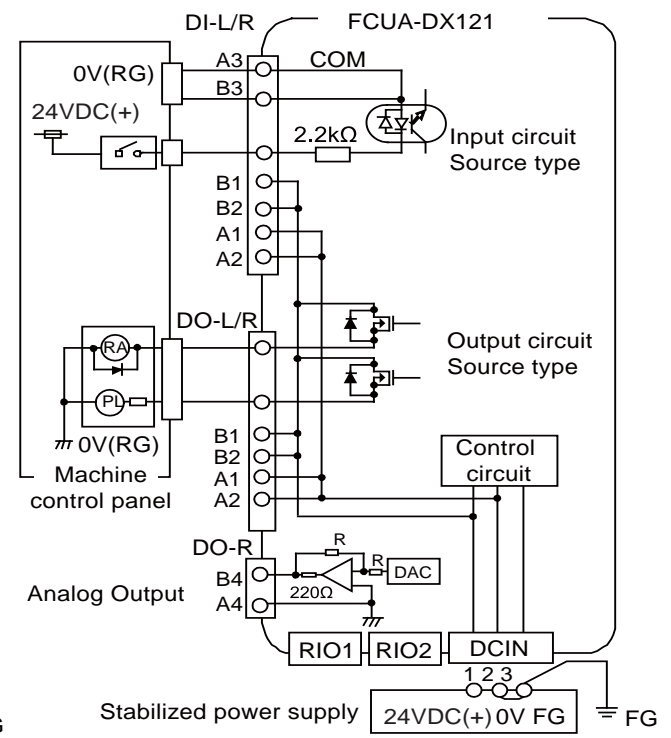 DI-L/R
FCUA-DX121
0V(RG)
A3
COM
B3
24VDC(+)
2.2kΩ
Input circuit
Source type
B1
B2
A1
A2
DO-L/R
RA
Output circuit
Source type
PL
B1
B2
A1
A2
0V(RG)
Machine
control panel
Control
circuit
DO-R
R
R
DAC
B4
220Ω
A4
Analog Output
RIO1
RIO2
DCIN
1 2 3
Stabilized power supply
24VDC(+) 0V FG
FG
G